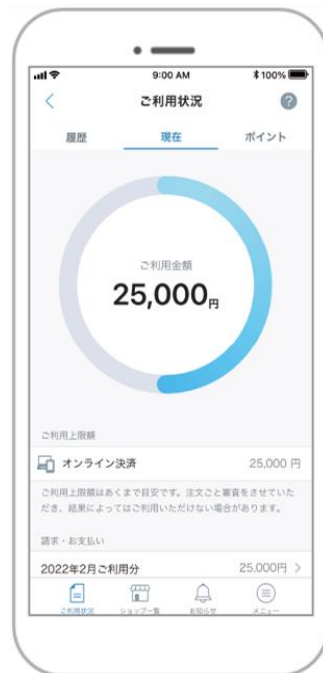 9:00 AM
100%
ご利用状況
?
履歴
現在
ポイント
ご利用金額
25,000円
ご利用上限額
オンライン決済
25,000 円
ご利用上限額はあくまで目安です。注文ごと審査をさせていた
だき、結果によってはご利用いただけない場合があります。
請求・お支払い
2022年2月ご利用分
25,000円
ご利用状況
ショップ一覧
お知らせ
メニュー